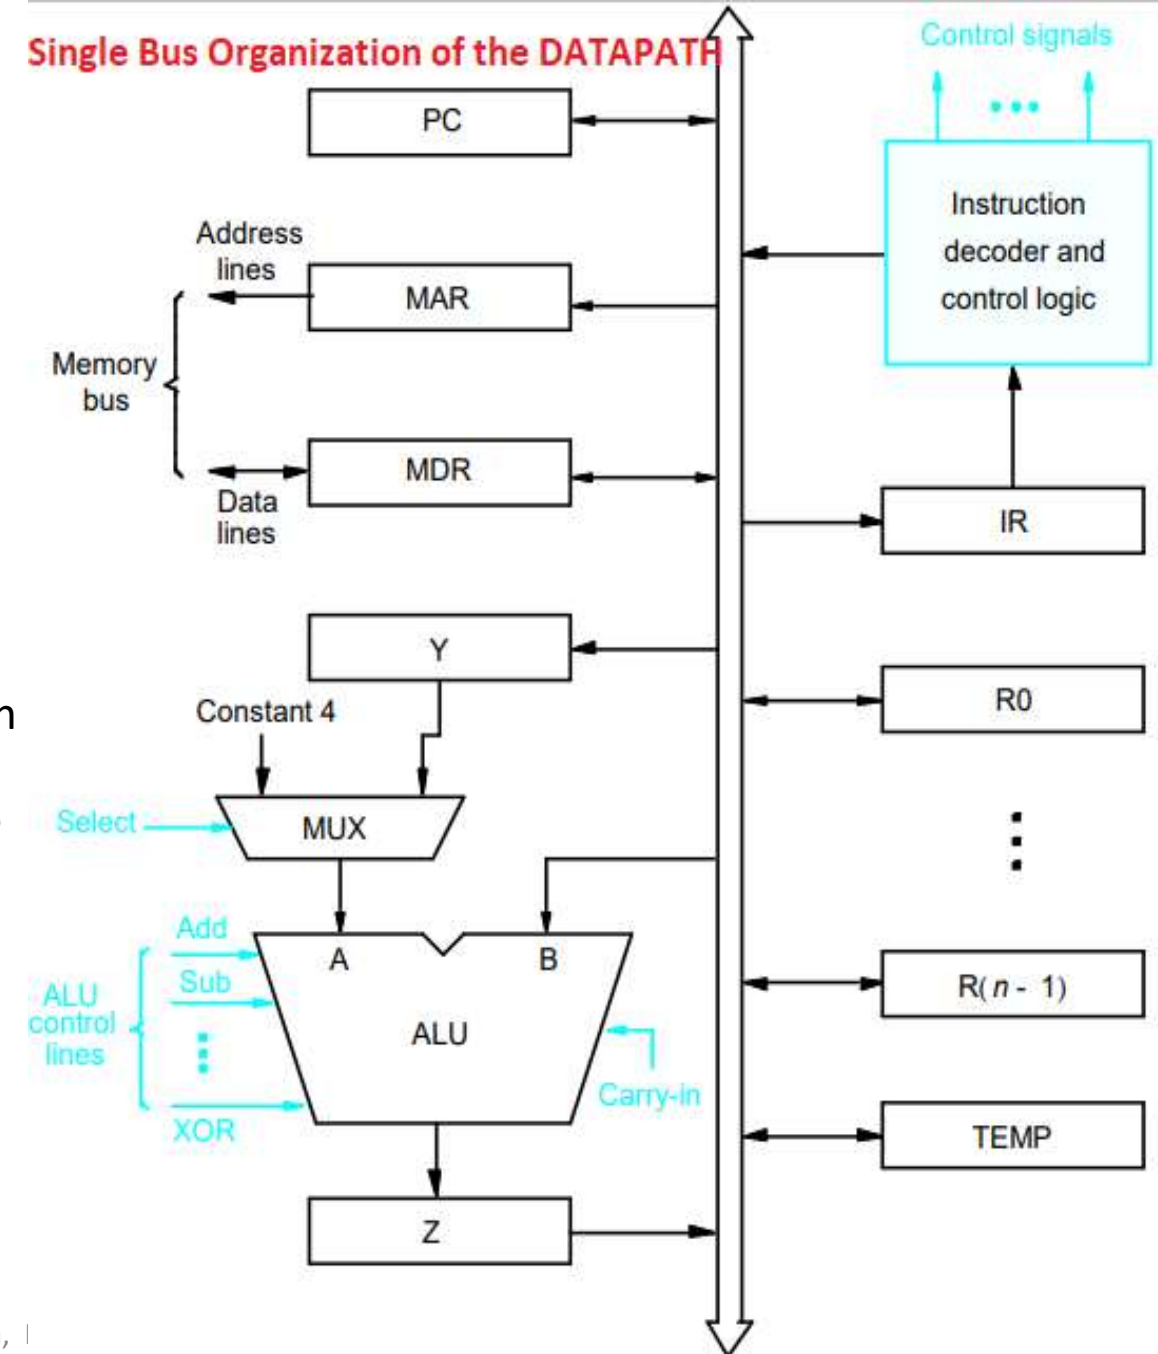 Single Bus Organization of the DATAPATH
Control signals
PC
Instruction
decoder and
control logic
Address
lines
MAR
Memory
bus
MDR
Data
lines
IR
Y
R0
Constant 4
Select
MUX
Add
A
B
Sub
R(n - 1)
ALU
control
lines
ALU
Carry-in
XOR
TEMP
Z